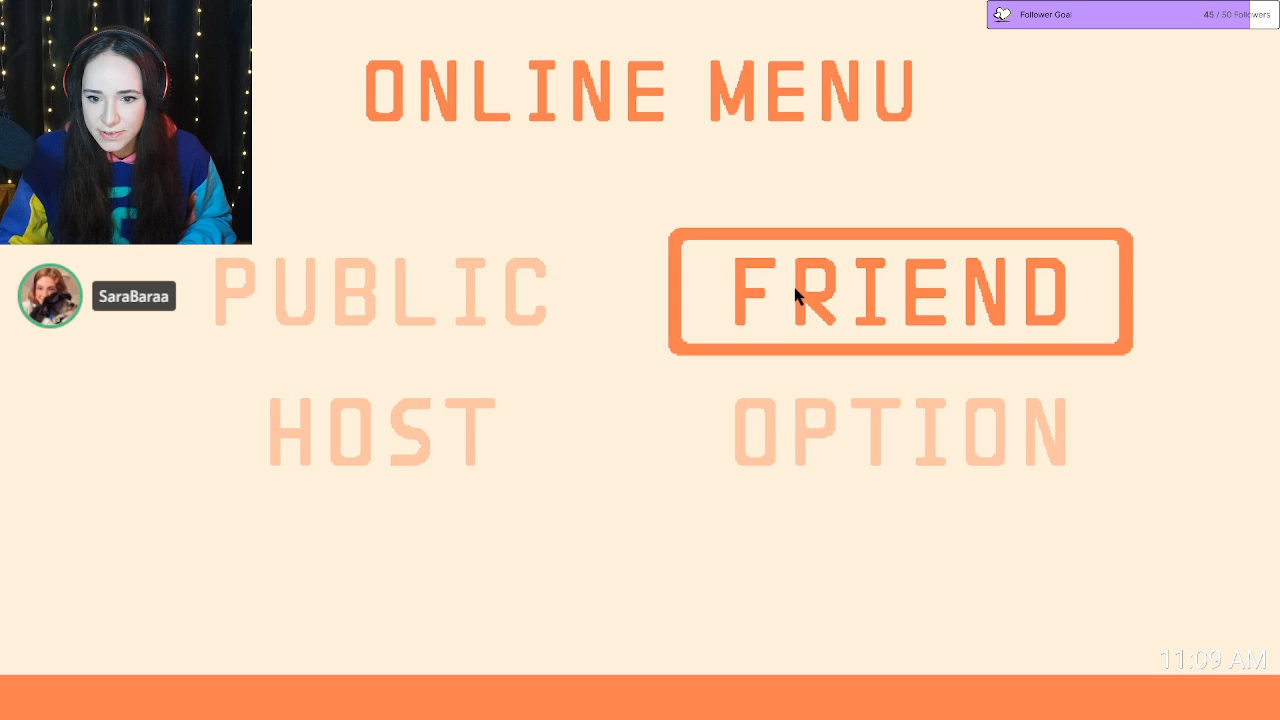 Follower Goal 45 / 50 Followers
ONLINE MENU
SaraBaraa
PUBLIC FRIEND
HOST OPTION
11:09 AM